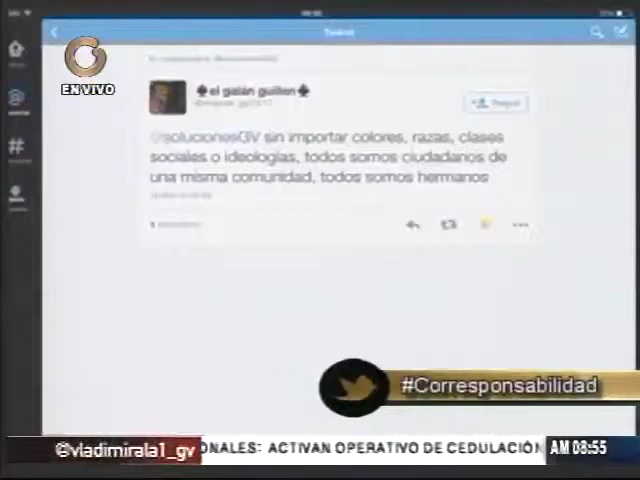 EN VIVO
♠el galán guillen♠
@solucionesGV sin importar colores, razas, clases
sociales o ideologías, todos somos ciudadanos de
una misma comunidad, todos somos hermanos
#Corresponsabilidad
@vladimirala1_gv
ONALES: ACTIVAN OPERATIVO DE CEDULACIÓN
AM 08:55